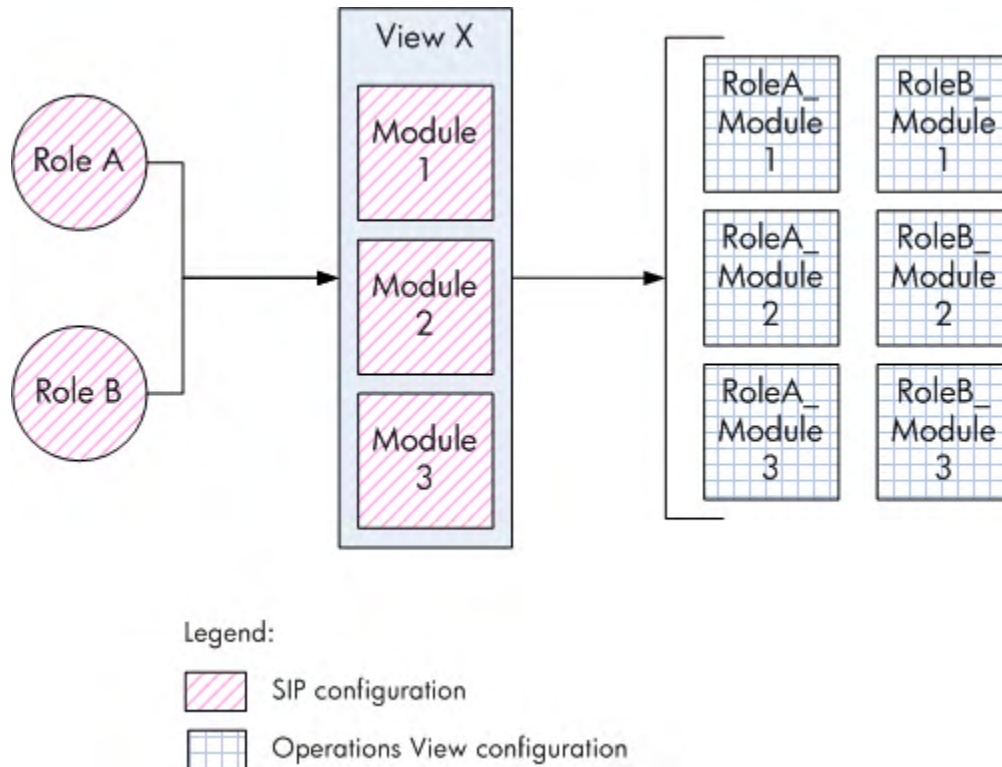 View X
Role A
Role B
Module
1
Module
2
Module
3
RoleA_
Module
1
RoleB_
Module
1
RoleA_
Module
2
RoleB_
Module
2
RoleA_
Module
3
RoleB_
Module
3
Legend:
SIP configuration
Operations View configuration